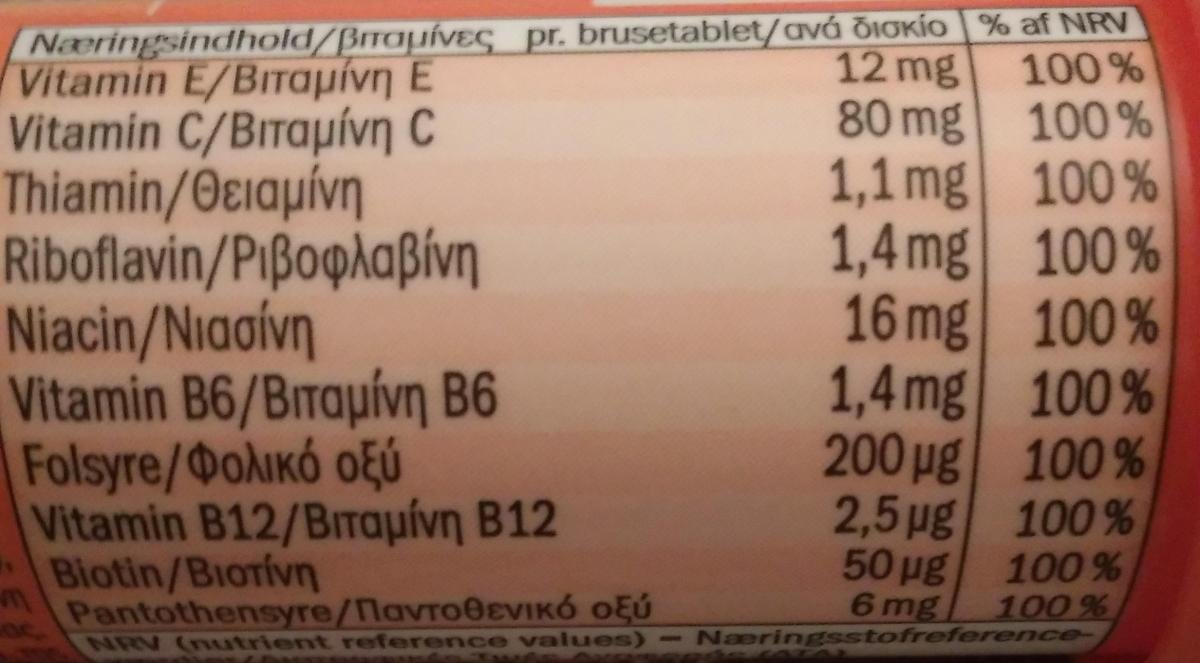 Næringsindhold/βιταμίνες pr. brusetablet/ανά δισκίο % af NRV
Vitamin E/Βιταμίνη E 12 mg 100 %
Vitamin C/Βιταμίνη C 80 mg 100 %
Thiamin/Θειαμίνη 1,1 mg 100 %
Riboflavin/Ριβοφλαβίνη 1,4 mg 100 %
Niacin/Νιασίνη 16 mg 100 %
Vitamin B6/Βιταμίνη B6 1,4 mg 100 %
Folsyre/Φολικό οξύ 200 µg 100 %
Vitamin B12/Βιταμίνη B12 2,5 µg 100 %
Biotin/Βιοτίνη 50 µg 100 %
Pantothensyre/Παντοθενικό οξύ 6 mg 100 %
NRV (nutrient reference values) – Næringsstofreference-